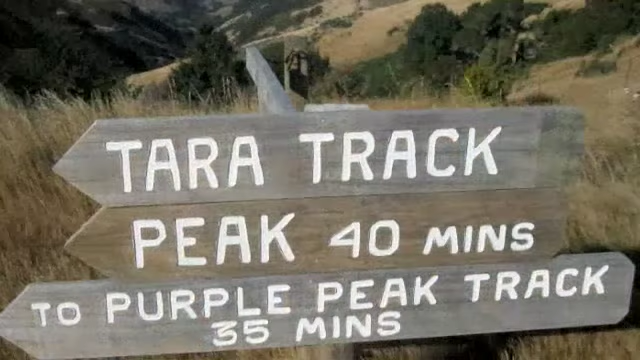 TARA TRACK
PEAK 40 MINS
TO PURPLE PEAK TRACK
35 MINS